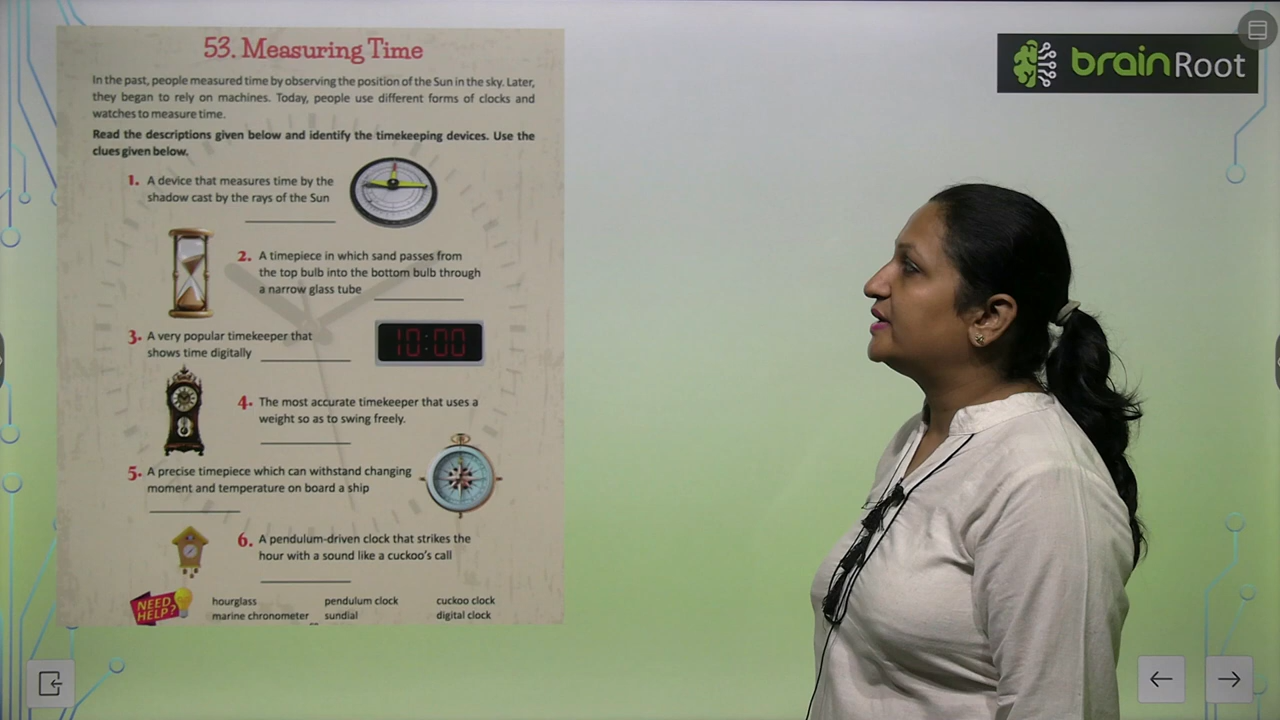 53. Measuring Time
brainRoot
In the past, people measured time by observing the position of the Sun in the sky. Later,
they began to rely on machines. Today, people use different forms of clocks and
watches to measure time.
Read the descriptions given below and identify the timekeeping devices. Use the
clues given below.
1. A device that measures time by the
shadow cast by the rays of the Sun
2. A timepiece in which sand passes from
the top bulb into the bottom bulb through
a narrow glass tube
3. A very popular timekeeper that
shows time digitally
10:00
4. The most accurate timekeeper that uses a
weight so as to swing freely.
5. A precise timepiece which can withstand changing
moment and temperature on board a ship
6. A pendulum-driven clock that strikes the
hour with a sound like a cuckoo's call
NEED
HELP?
hourglass pendulum clock cuckoo clock
marine chronometer sundial digital clock